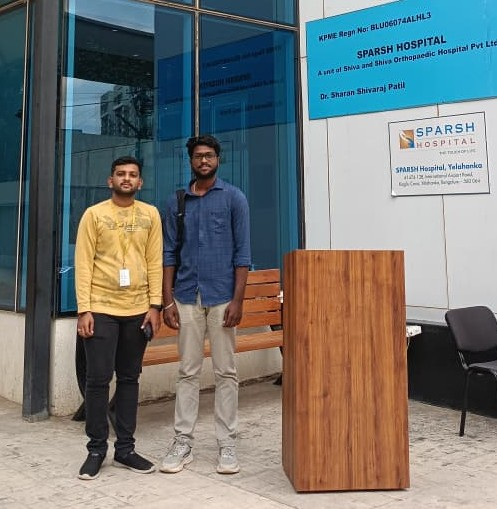 KPME Regn No: BLU06074ALHL3
SPARSH HOSPITAL
A unit of Shiva and Shiva Orthopaedic Hospital Pvt Ltd
Dr. Sharan Shivaraj Patil
SPARSH
HOSPITAL
SPARSH Hospital, Yelahanka